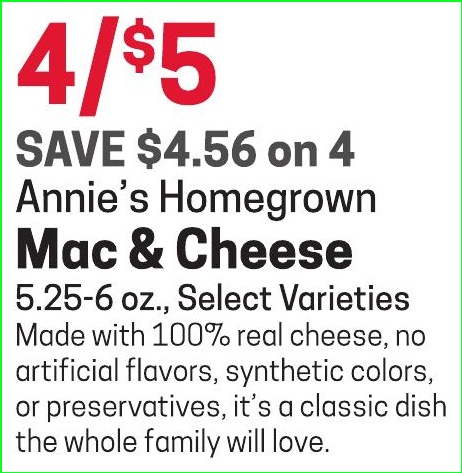 4/$5
SAVE $4.56 on 4
Annie's Homegrown
Mac & Cheese
5.25-6 oz., Select Varieties
Made with 100% real cheese, no
artificial flavors, synthetic colors,
or preservatives, it's a classic dish
the whole family will love.